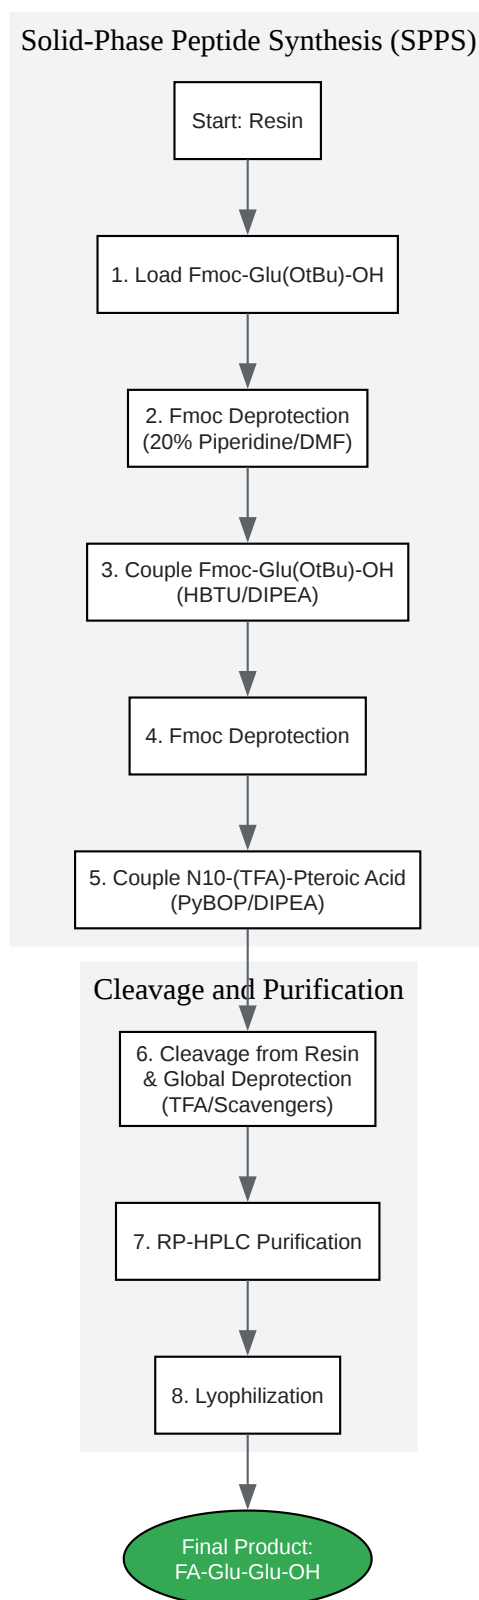 Solid-Phase Peptide Synthesis (SPPS)
Start: Resin
1. Load Fmoc-Glu(OtBu)-OH
2. Fmoc Deprotection
(20% Piperidine/DMF)
3. Couple Fmoc-Glu(OtBu)-OH
(HBTU/DIPEA)
4. Fmoc Deprotection
5. Couple N10-(TFA)-Pteroic Acid
(PyBOP/DIPEA)
Cleavage and Purification
6. Cleavage from Resin
& Global Deprotection
(TFA/Scavengers)
7. RP-HPLC Purification
8. Lyophilization
Final Product:
FA-Glu-Glu-OH